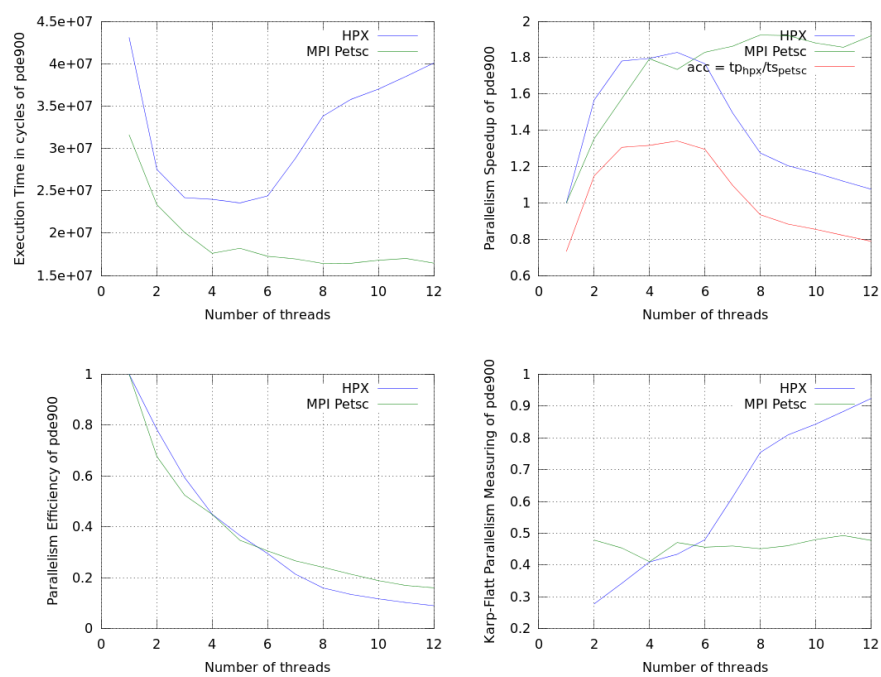 Execution Time in cycles of pde900
4.5e+07
4e+07
3.5e+07
3e+07
2.5e+07
2e+07
1.5e+07
HPX
MPI Petsc
0 2 4 6 8 10 12
Number of threads
Parallelism Speedup of pde900
2
1.8
1.6
1.4
1.2
1
0.8
0.6
HPX
MPI Petsc
acc = tp_hpx/ts_petsc
0 2 4 6 8 10 12
Number of threads
Parallelism Efficiency of pde900
1
0.8
0.6
0.4
0.2
0
HPX
MPI Petsc
0 2 4 6 8 10 12
Number of threads
Karp-Flatt Parallelism Measuring of pde900
1
0.9
0.8
0.7
0.6
0.5
0.4
0.3
0.2
HPX
MPI Petsc
0 2 4 6 8 10 12
Number of threads